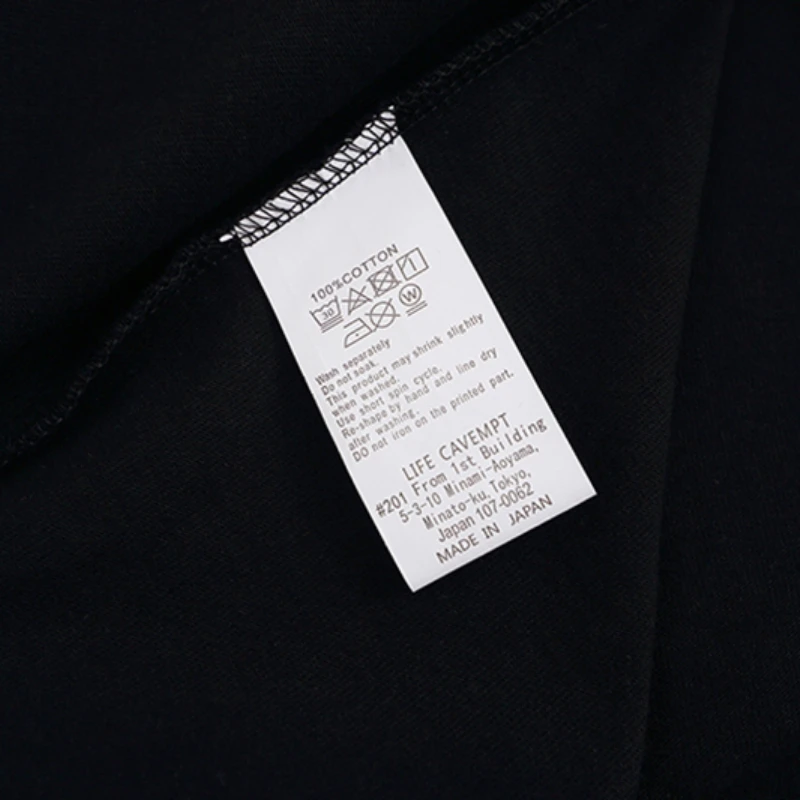 100%COTTON
30
1
W
Wash separately
Do not soak.
This product may shrink slightly
when washed.
Use short spin cycle.
Re-shape by hand and line dry
after washing.
DO not iron on the printed part.
LIFE CAVEMPT
#201 From 1st Building
5-3-10 Minami-Aoyama,
Minato-ku, Tokyo,
Japan 107-0062
MADE IN JAPAN